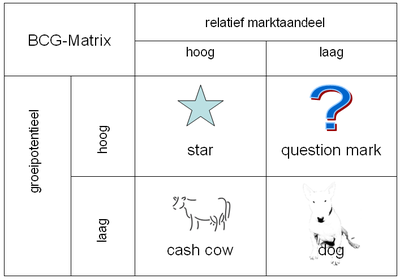 BCG-Matrix
relatief marktaandeel
hoog
laag
groeipotentieel
hoog
star
question mark
laag
cash cow
dog